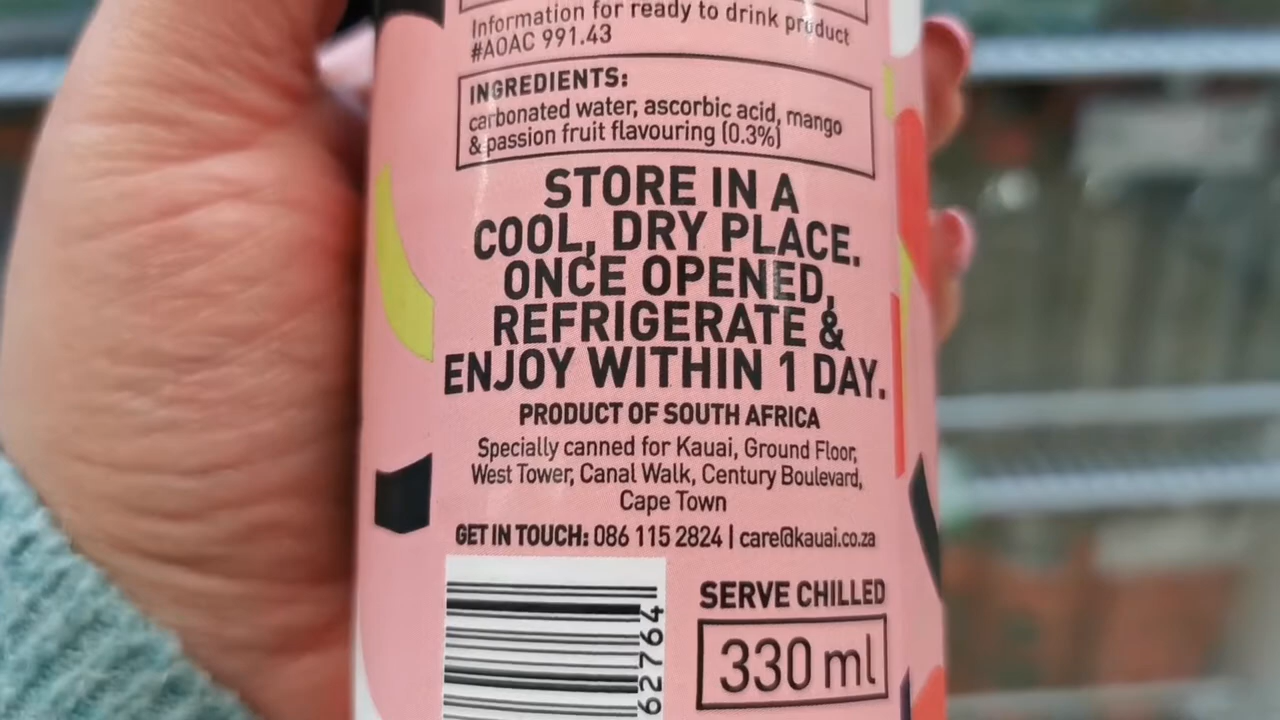 Information for ready to drink product
#AOAC 991.43
INGREDIENTS:
carbonated water, ascorbic acid, mango
& passion fruit flavouring (0.3%)
STORE IN A
COOL, DRY PLACE.
ONCE OPENED,
REFRIGERATE &
ENJOY WITHIN 1 DAY.
PRODUCT OF SOUTH AFRICA
Specially canned for Kauai, Ground Floor,
West Tower, Canal Walk, Century Boulevard,
Cape Town
GET IN TOUCH: 086 115 2824 | care@kauai.co.za
SERVE CHILLED
330 ml
62764